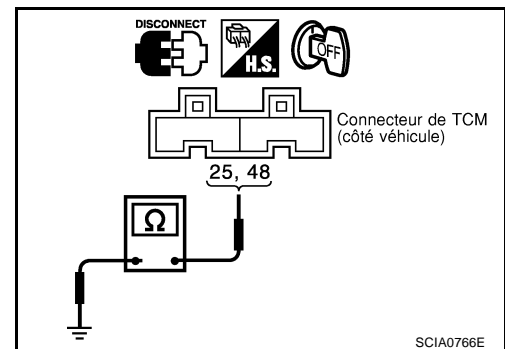 DISCONNECT
H.S.
OFF
Connecteur de TCM
(côté véhicule)
25, 48
Ω
SCIA0766E